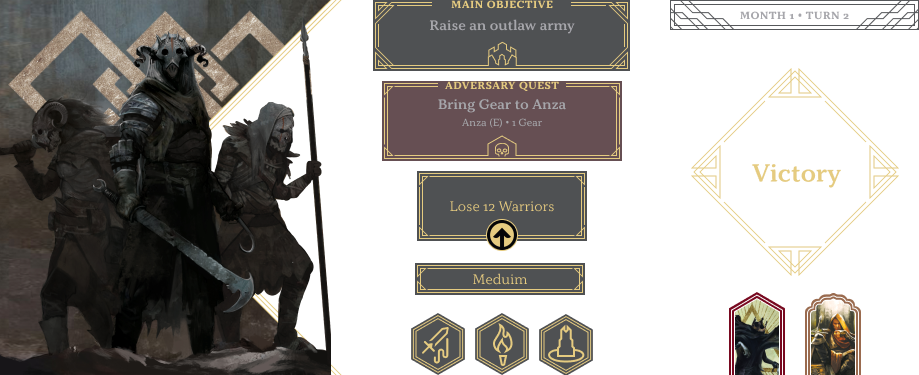 MAIN OBJECTIVE
Raise an outlaw army
ADVERSARY QUEST
Bring Gear to Anza
Anza (E) • 1 Gear
Lose 12 Warriors
Meduim
MONTH 1 • TURN 2
Victory